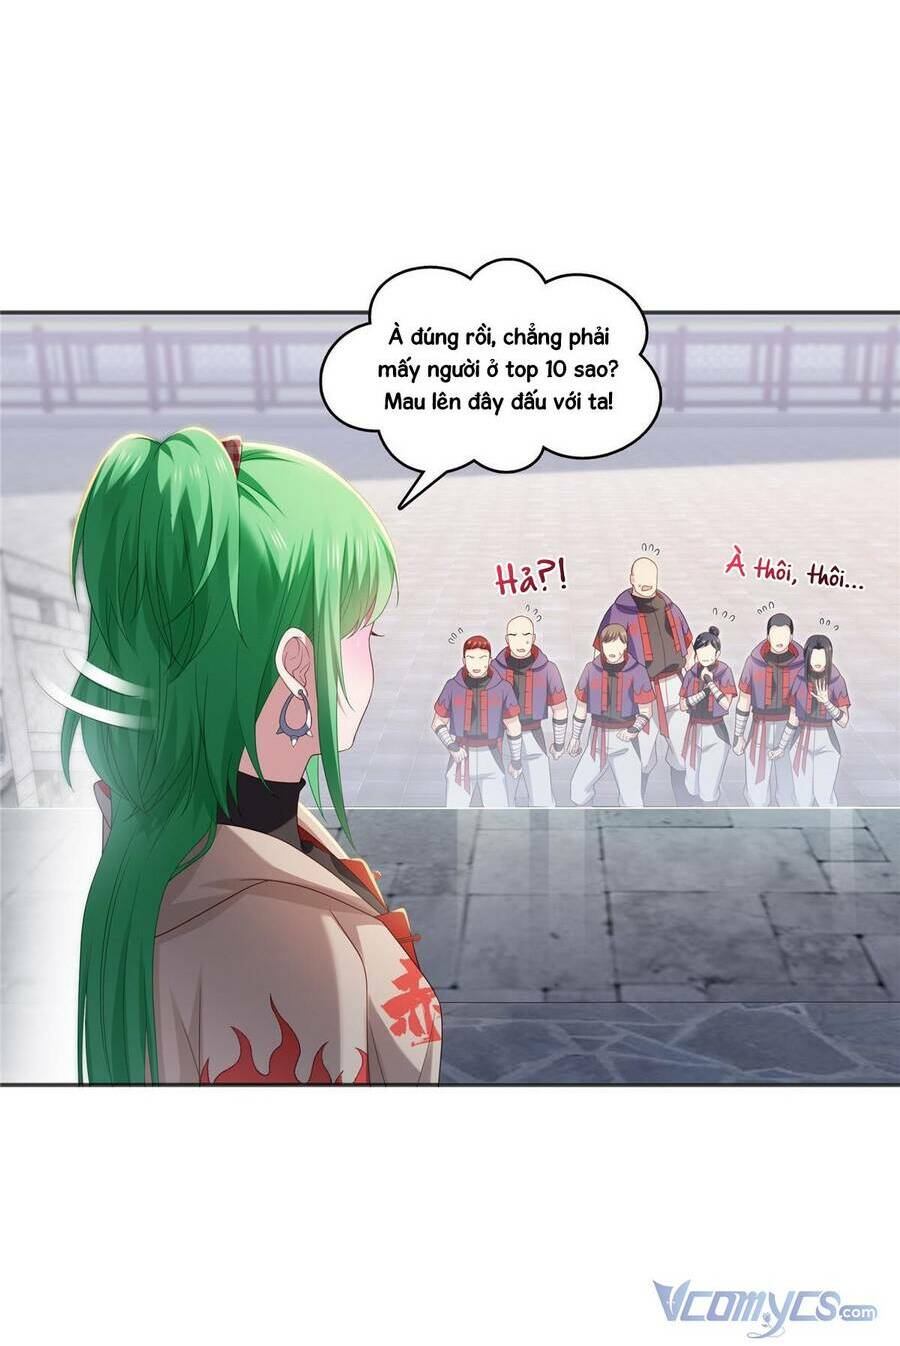 À đúng rồi, chẳng phải
mấy người ở top 10 sao?
Mau lên đây đấu với ta!
Hả?!
À thôi, thôi...
赤
VCOMYCS.com